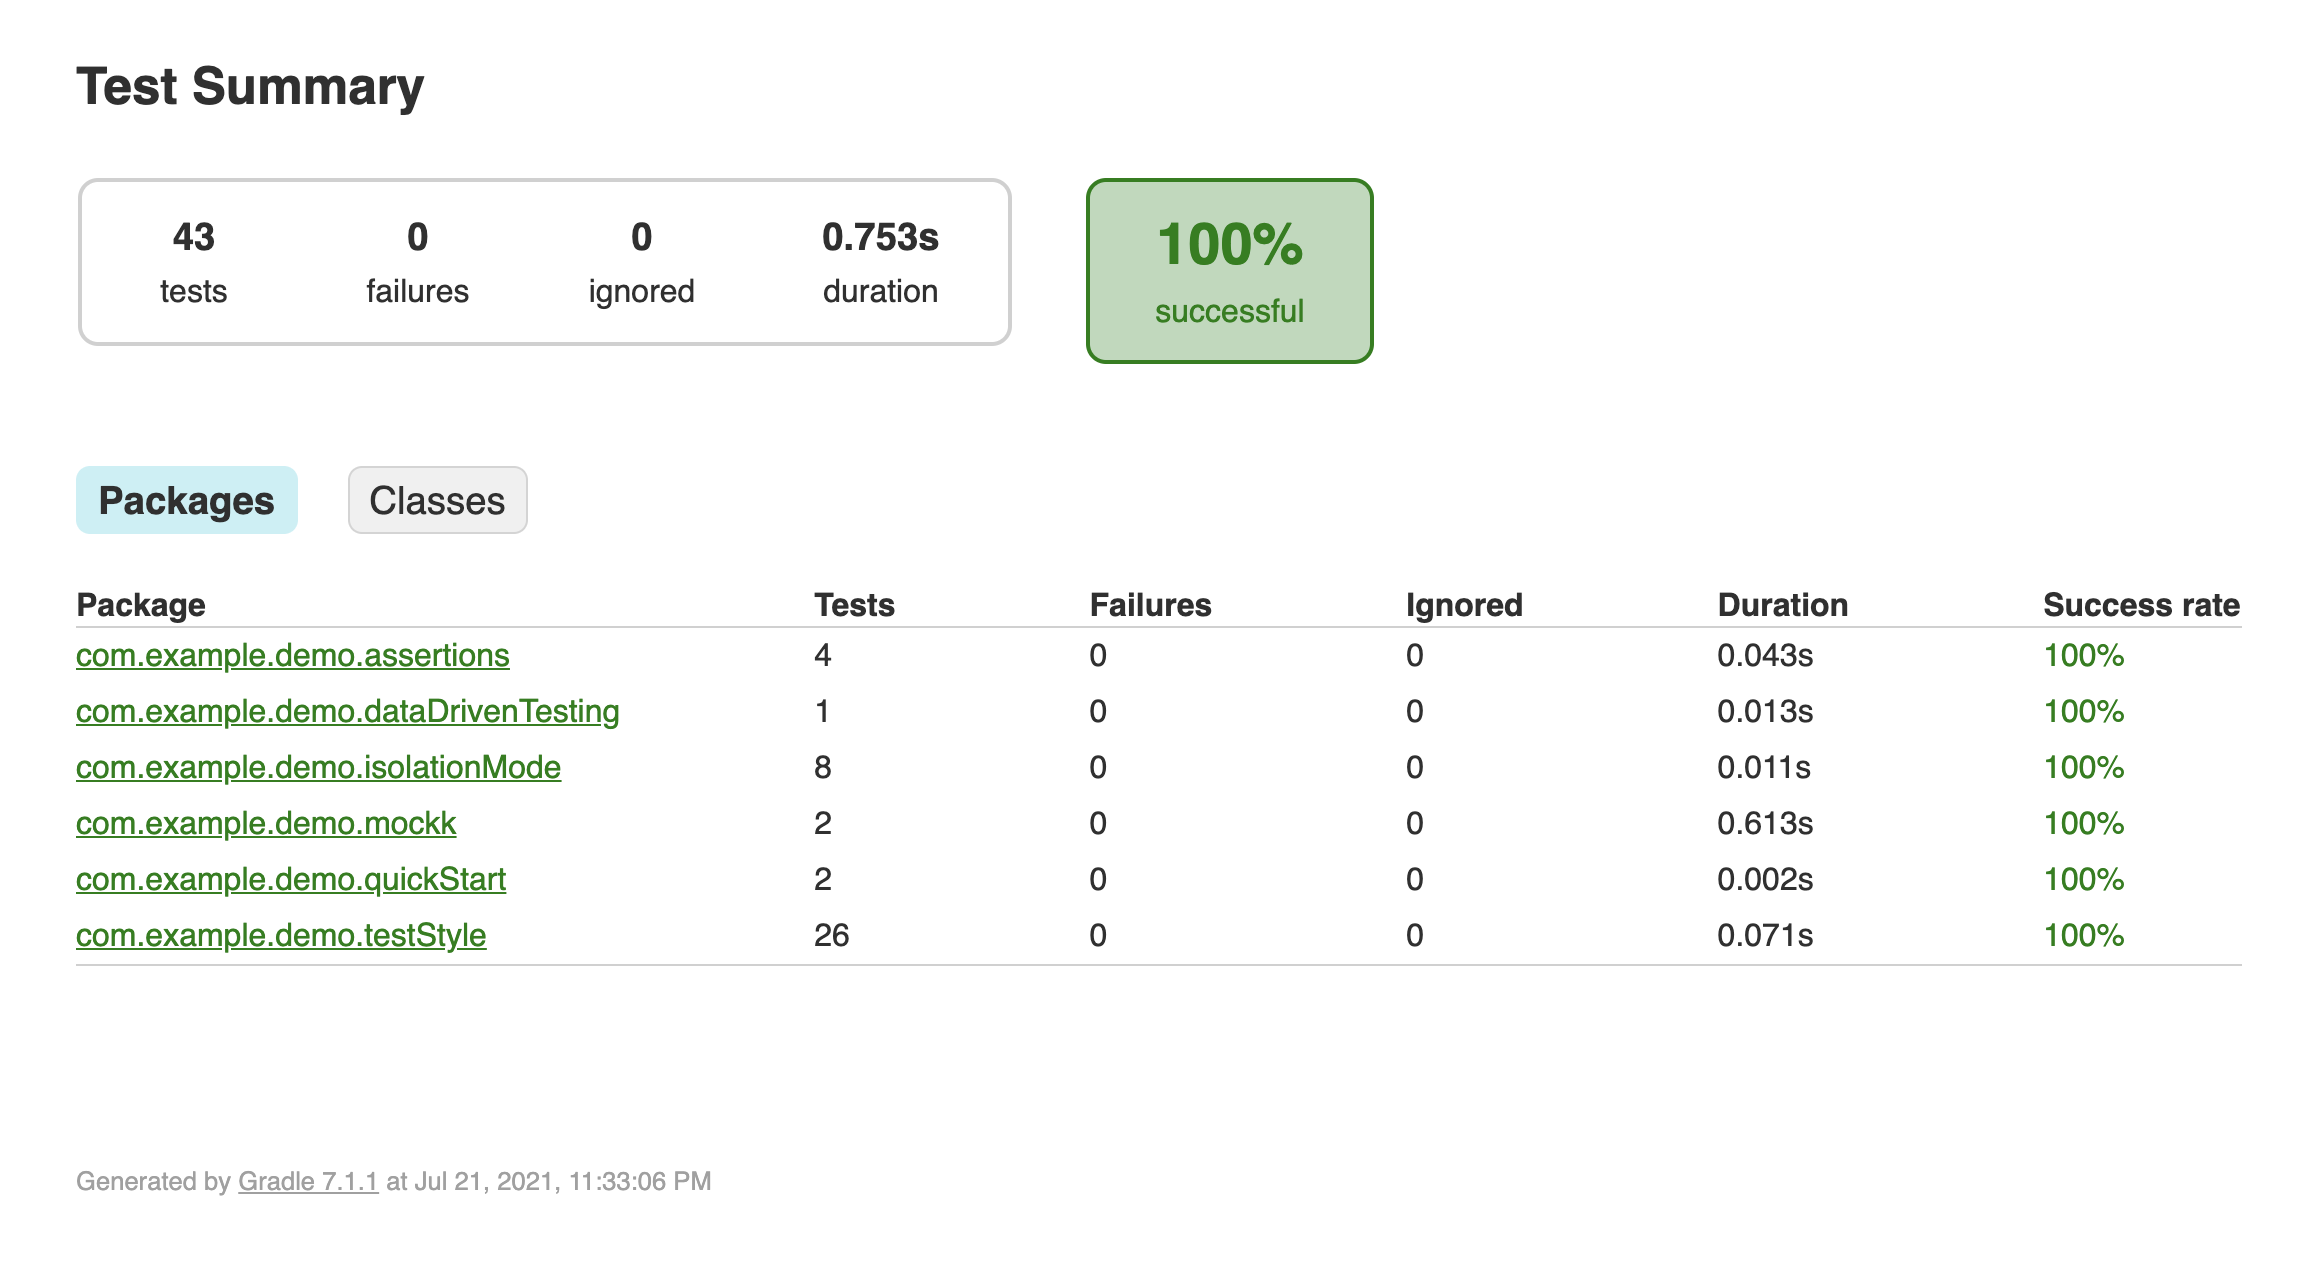 Test Summary
43 0 0 0.753s
tests failures ignored duration
100%
successful
Packages Classes
Package Tests Failures Ignored Duration Success rate
com.example.demo.assertions 4 0 0 0.043s 100%
com.example.demo.dataDrivenTesting 1 0 0 0.013s 100%
com.example.demo.isolationMode 8 0 0 0.011s 100%
com.example.demo.mockk 2 0 0 0.613s 100%
com.example.demo.quickStart 2 0 0 0.002s 100%
com.example.demo.testStyle 26 0 0 0.071s 100%
Generated by Gradle 7.1.1 at Jul 21, 2021, 11:33:06 PM